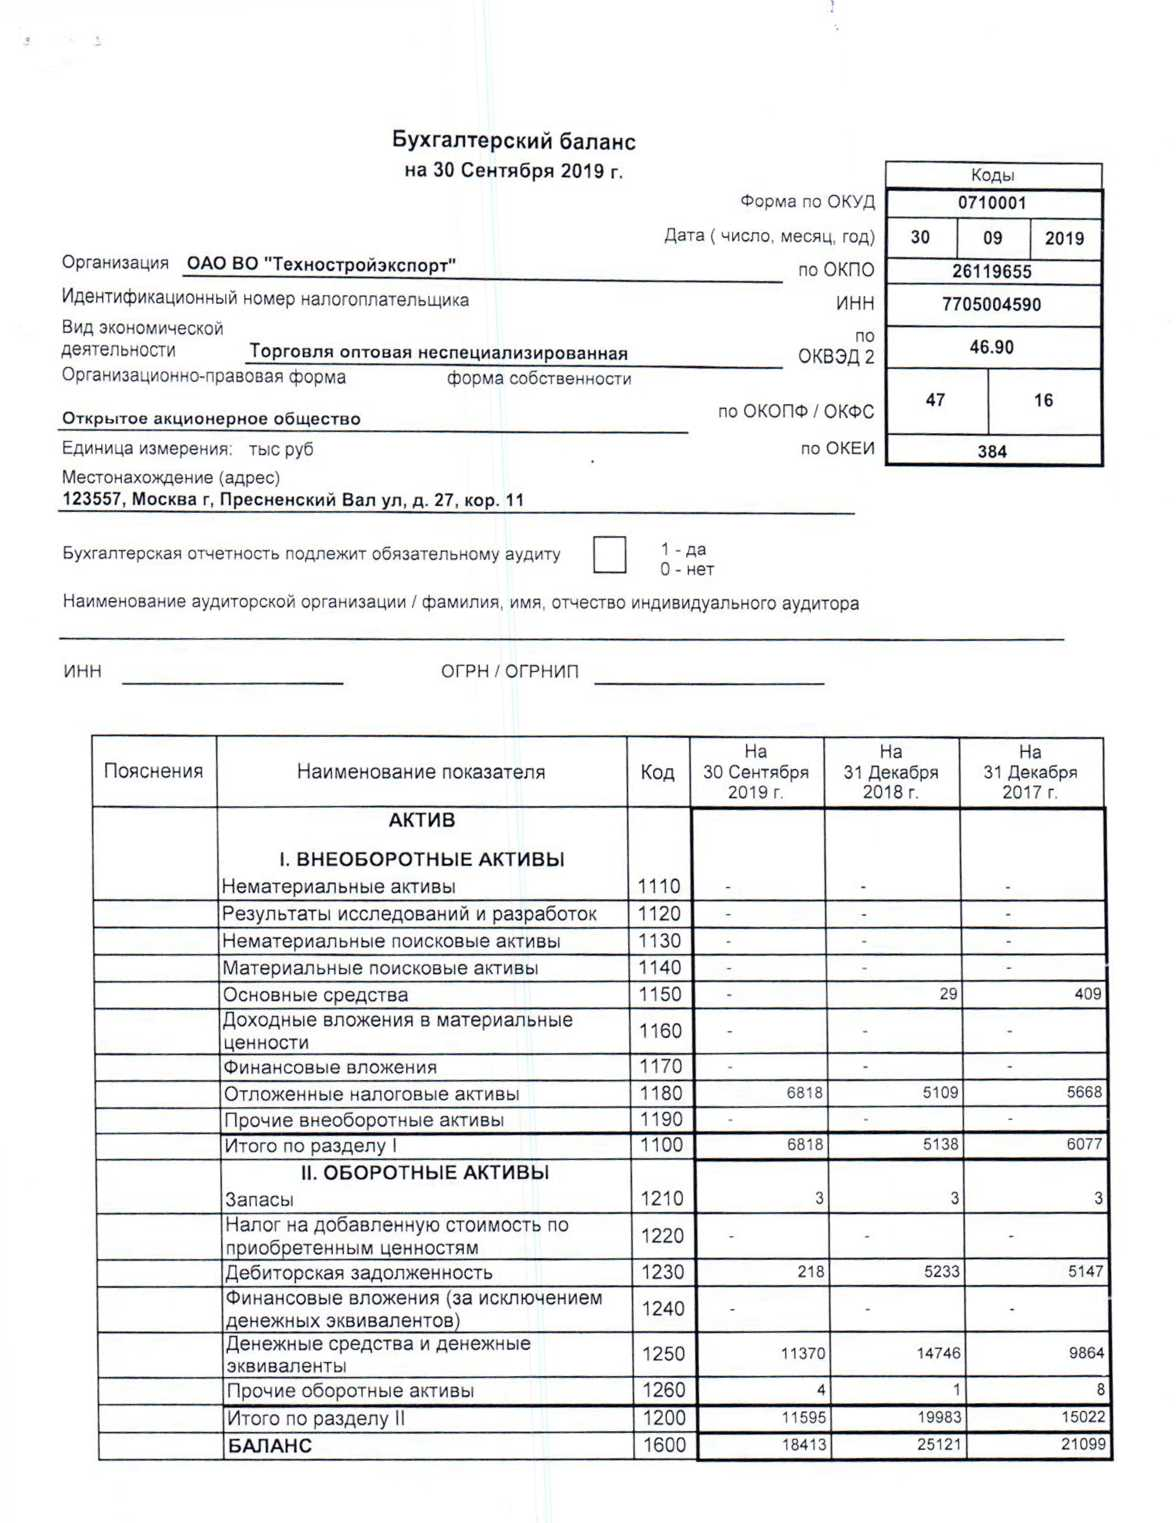 Бухгалтерский баланс
на 30 Сентября 2019 г.
Коды
Форма по ОКУД 0710001
Дата ( число, месяц, год) 30 09 2019
Организация ОАО ВО "Техностройэкспорт" по ОКПО 26119655
Идентификационный номер налогоплательщика ИНН 7705004590
Вид экономической
деятельности Торговля оптовая неспециализированная
по
ОКВЭД 2 46.90
Организационно-правовая форма форма собственности
Открытое акционерное общество по ОКОПФ / ОКФС 47 16
Единица измерения: тыс руб по ОКЕИ 384
Местонахождение (адрес)
123557, Москва г, Пресненский Вал ул, д. 27, кор. 11
Бухгалтерская отчетность подлежит обязательному аудиту 1 - да
0 - нет
Наименование аудиторской организации / фамилия, имя, отчество индивидуального аудитора
ИНН ОГРН / ОГРНИП
Пояснения Наименование показателя Код На 30 Сентября 2019 г. На 31 Декабря 2018 г. На 31 Декабря 2017 г.
АКТИВ
I. ВНЕОБОРОТНЫЕ АКТИВЫ
Нематериальные активы 1110 - - -
Результаты исследований и разработок 1120 - - -
Нематериальные поисковые активы 1130 - - -
Материальные поисковые активы 1140 - - -
Основные средства 1150 - 29 409
Доходные вложения в материальные
ценности 1160 - - -
Финансовые вложения 1170 - - -
Отложенные налоговые активы 1180 6818 5109 5668
Прочие внеоборотные активы 1190 - - -
Итого по разделу I 1100 6818 5138 6077
II. ОБОРОТНЫЕ АКТИВЫ
Запасы 1210 3 3 3
Налог на добавленную стоимость по
приобретенным ценностям 1220 - - -
Дебиторская задолженность 1230 218 5233 5147
Финансовые вложения (за исключением
денежных эквивалентов) 1240 - - -
Денежные средства и денежные
эквиваленты 1250 11370 14746 9864
Прочие оборотные активы 1260 4 1 8
Итого по разделу II 1200 11595 19983 15022
БАЛАНС 1600 18413 25121 21099